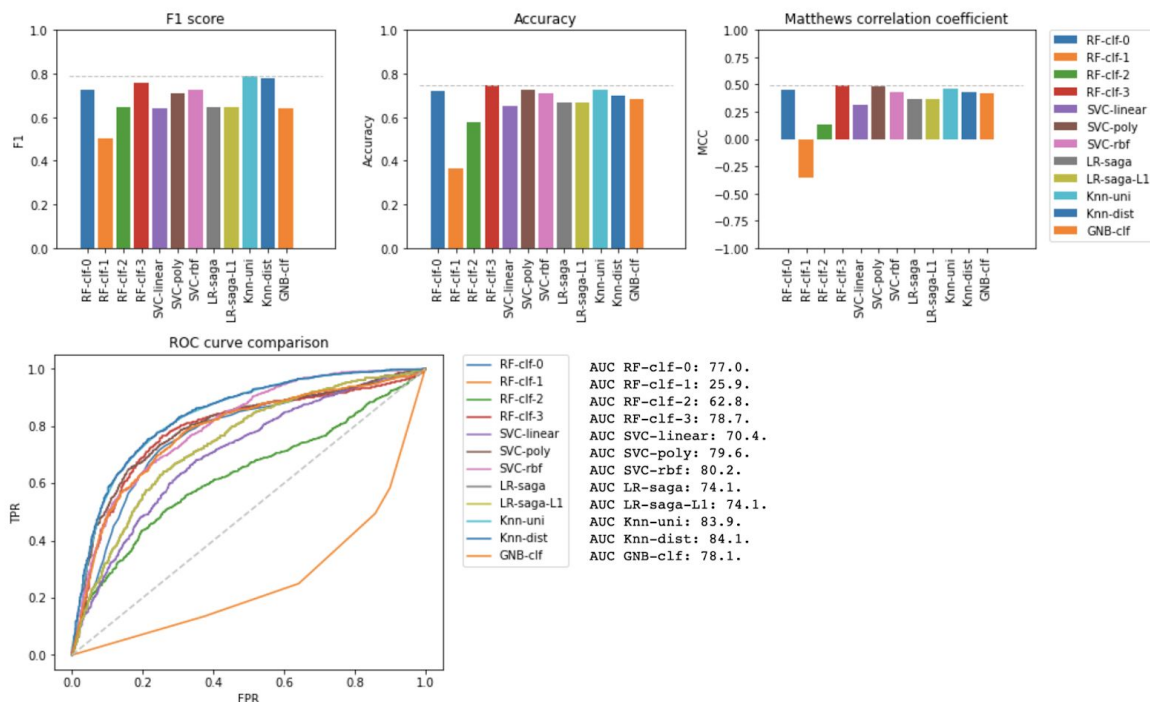 F1 score
1.0
0.8
0.6
0.4
0.2
0.0
F1
RF-clf-0
RF-clf-1
RF-clf-2
RF-clf-3
SVC-linear
SVC-poly
SVC-rbf
LR-saga
LR-saga-L1
Knn-uni
Knn-dist
GNB-clf
Accuracy
1.0
0.8
0.6
0.4
0.2
0.0
Accuracy
RF-clf-0
RF-clf-1
RF-clf-2
RF-clf-3
SVC-linear
SVC-poly
SVC-rbf
LR-saga
LR-saga-L1
Knn-uni
Knn-dist
GNB-clf
Matthews correlation coefficient
1.00
0.75
0.50
0.25
0.00
−0.25
−0.50
−0.75
−1.00
MCC
RF-clf-0
RF-clf-1
RF-clf-2
RF-clf-3
SVC-linear
SVC-poly
SVC-rbf
LR-saga
LR-saga-L1
Knn-uni
Knn-dist
GNB-clf
RF-clf-0
RF-clf-1
RF-clf-2
RF-clf-3
SVC-linear
SVC-poly
SVC-rbf
LR-saga
LR-saga-L1
Knn-uni
Knn-dist
GNB-clf
ROC curve comparison
1.0
0.8
0.6
0.4
0.2
0.0
TPR
0.0 0.2 0.4 0.6 0.8 1.0
FPR
RF-clf-0
RF-clf-1
RF-clf-2
RF-clf-3
SVC-linear
SVC-poly
SVC-rbf
LR-saga
LR-saga-L1
Knn-uni
Knn-dist
GNB-clf
AUC RF-clf-0: 77.0.
AUC RF-clf-1: 25.9.
AUC RF-clf-2: 62.8.
AUC RF-clf-3: 78.7.
AUC SVC-linear: 70.4.
AUC SVC-poly: 79.6.
AUC SVC-rbf: 80.2.
AUC LR-saga: 74.1.
AUC LR-saga-L1: 74.1.
AUC Knn-uni: 83.9.
AUC Knn-dist: 84.1.
AUC GNB-clf: 78.1.